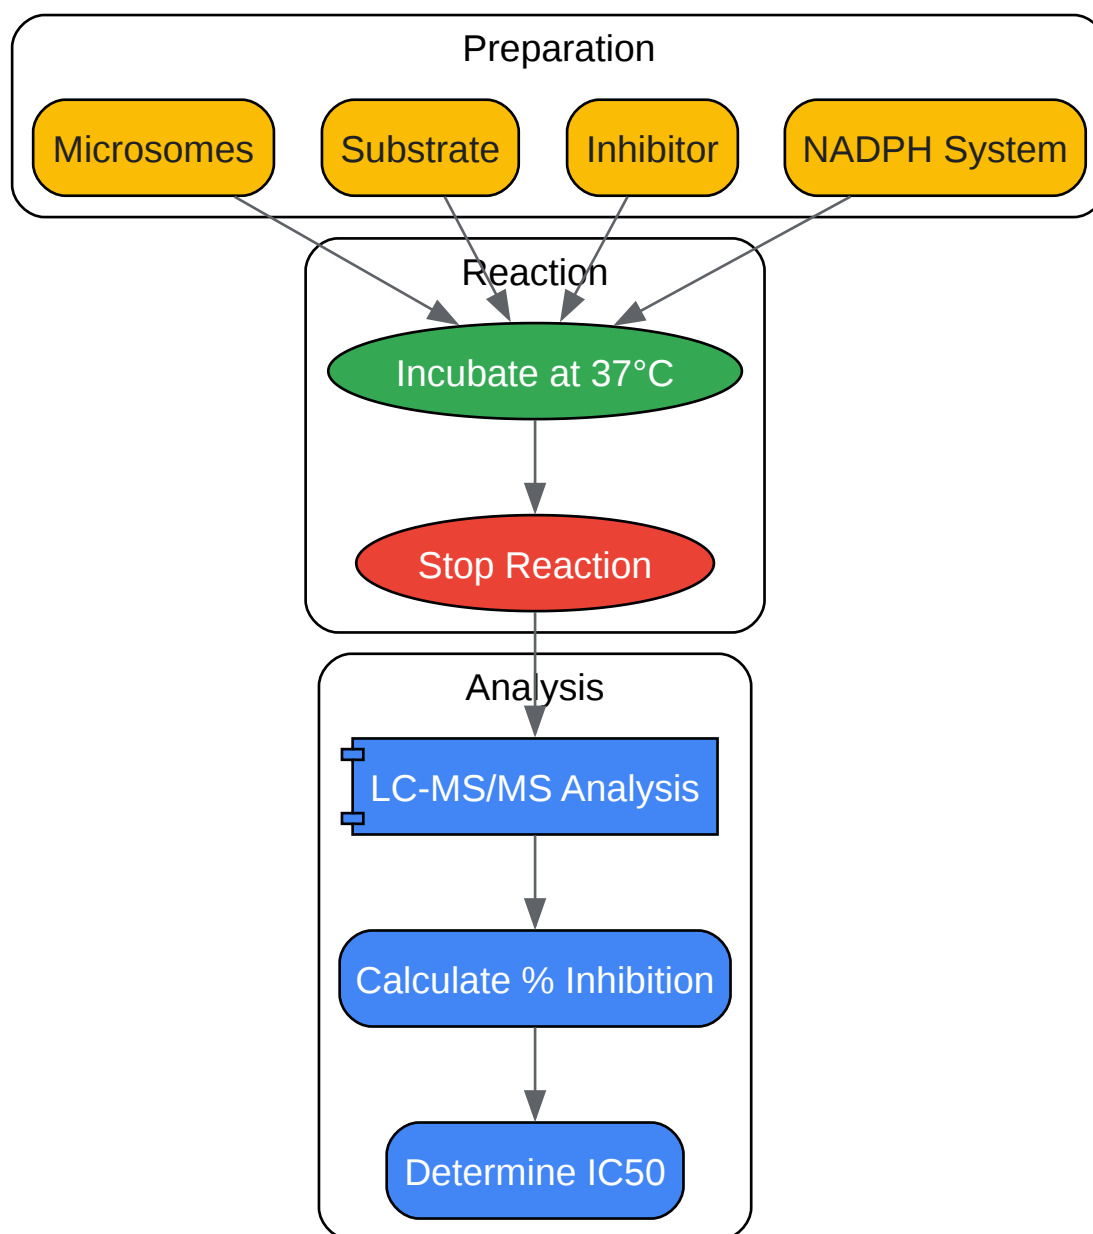 Preparation
Microsomes
Substrate
Inhibitor
NADPH System
Reaction
Incubate at 37°C
Stop Reaction
Analysis
LC-MS/MS Analysis
Calculate % Inhibition
Determine IC50